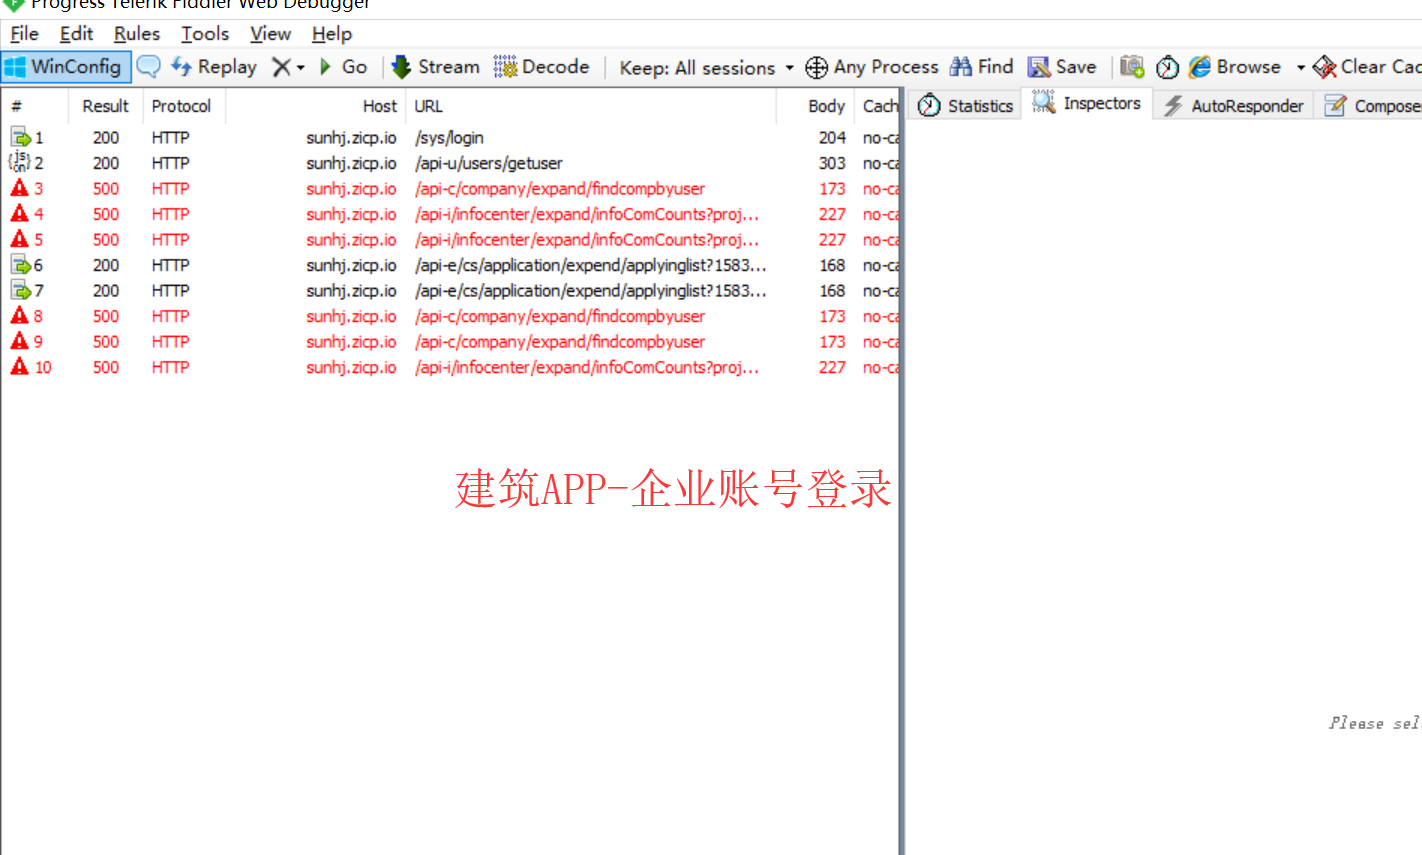 Progress Telerik Fiddler Web Debugger
File Edit Rules Tools View Help
WinConfig Replay Go Stream Decode Keep: All sessions Any Process Find Save Browse Clear Cac
# Result Protocol Host URL Body Cach
Statistics Inspectors AutoResponder Compose
1 200 HTTP sunhj.zicp.io /sys/login 204 no-ca
{js on} 2 200 HTTP sunhj.zicp.io /api-u/users/getuser 303 no-ca
3 500 HTTP sunhj.zicp.io /api-c/company/expand/findcompbyuser 173 no-ca
4 500 HTTP sunhj.zicp.io /api-i/infocenter/expand/infoComCounts?proj... 227 no-ca
5 500 HTTP sunhj.zicp.io /api-i/infocenter/expand/infoComCounts?proj... 227 no-ca
6 200 HTTP sunhj.zicp.io /api-e/cs/application/expend/applyinglist?1583... 168 no-ca
7 200 HTTP sunhj.zicp.io /api-e/cs/application/expend/applyinglist?1583... 168 no-ca
8 500 HTTP sunhj.zicp.io /api-c/company/expand/findcompbyuser 173 no-ca
9 500 HTTP sunhj.zicp.io /api-c/company/expand/findcompbyuser 173 no-ca
10 500 HTTP sunhj.zicp.io /api-i/infocenter/expand/infoComCounts?proj... 227 no-ca
建筑APP-企业账号登录
Please sel